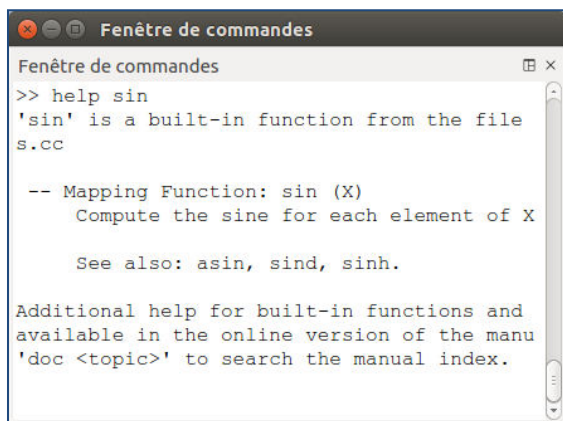 Fenêtre de commandes
Fenêtre de commandes
>> help sin
'sin' is a built-in function from the file
s.cc
-- Mapping Function: sin (X)
Compute the sine for each element of X
See also: asin, sind, sinh.
Additional help for built-in functions and
available in the online version of the manu
'doc <topic>' to search the manual index.